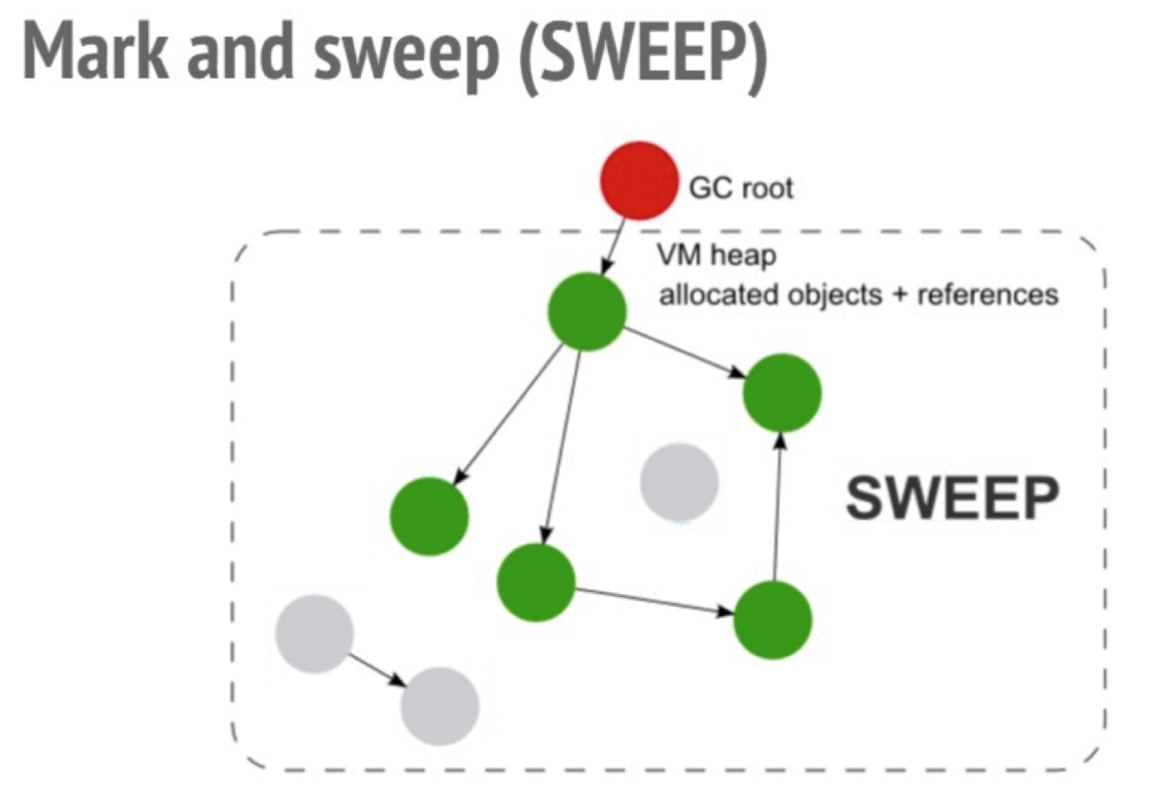 Mark and sweep (SWEEP)
GC root
VM heap
allocated objects + references
SWEEP